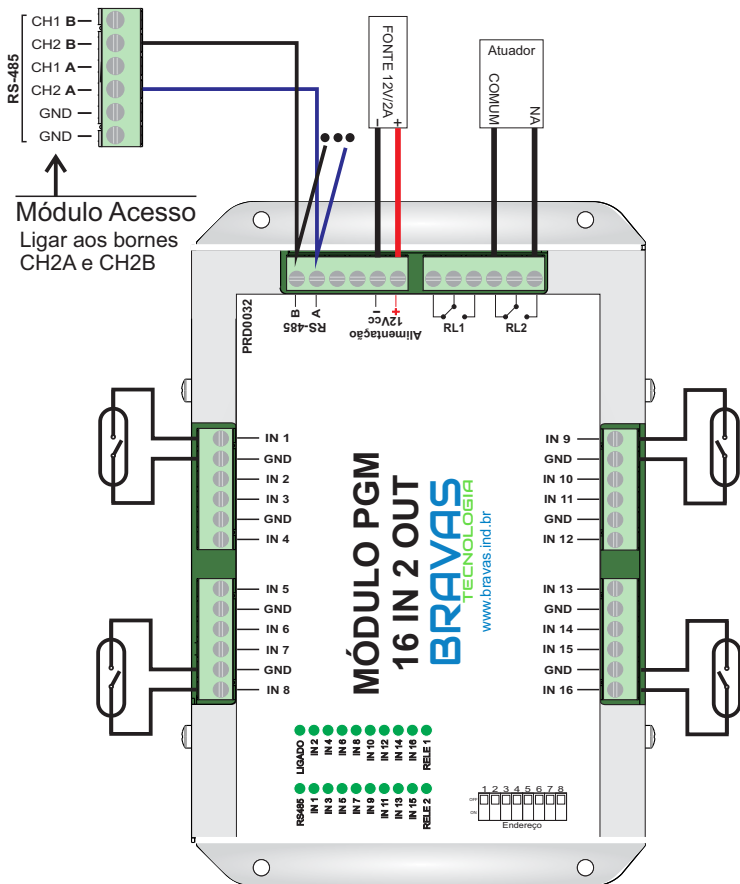 RS-485
CH1 B
CH2 B
CH1 A
CH2 A
GND
GND
Módulo Acesso
Ligar aos bornes
CH2A e CH2B
FONTE 12V/2A
–
+
Atuador
COMUM
NA
PRD0032
B
A
RS-485
–
+
12Vcc
Alimentação
RL1
RL2
IN 1
GND
IN 2
IN 3
GND
IN 4
IN 5
GND
IN 6
IN 7
GND
IN 8
IN 9
GND
IN 10
IN 11
GND
IN 12
IN 13
GND
IN 14
IN 15
GND
IN 16
MÓDULO PGM
16 IN 2 OUT
BRAVAS
TECNOLOGIA
www.bravas.ind.br
LIGADO
IN 2
IN 4
IN 6
IN 8
IN 10
IN 12
IN 14
IN 16
RELE 1
RS485
IN 1
IN 3
IN 5
IN 7
IN 9
IN 11
IN 13
IN 15
RELE 2
1 2 3 4 5 6 7 8
OFF
ON
Endereço